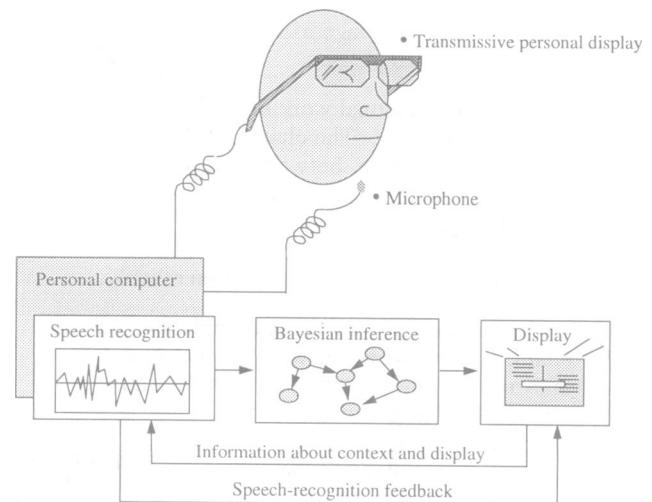 • Transmissive personal display
• Microphone
Personal computer
Speech recognition
Bayesian inference
Display
Information about context and display
Speech-recognition feedback